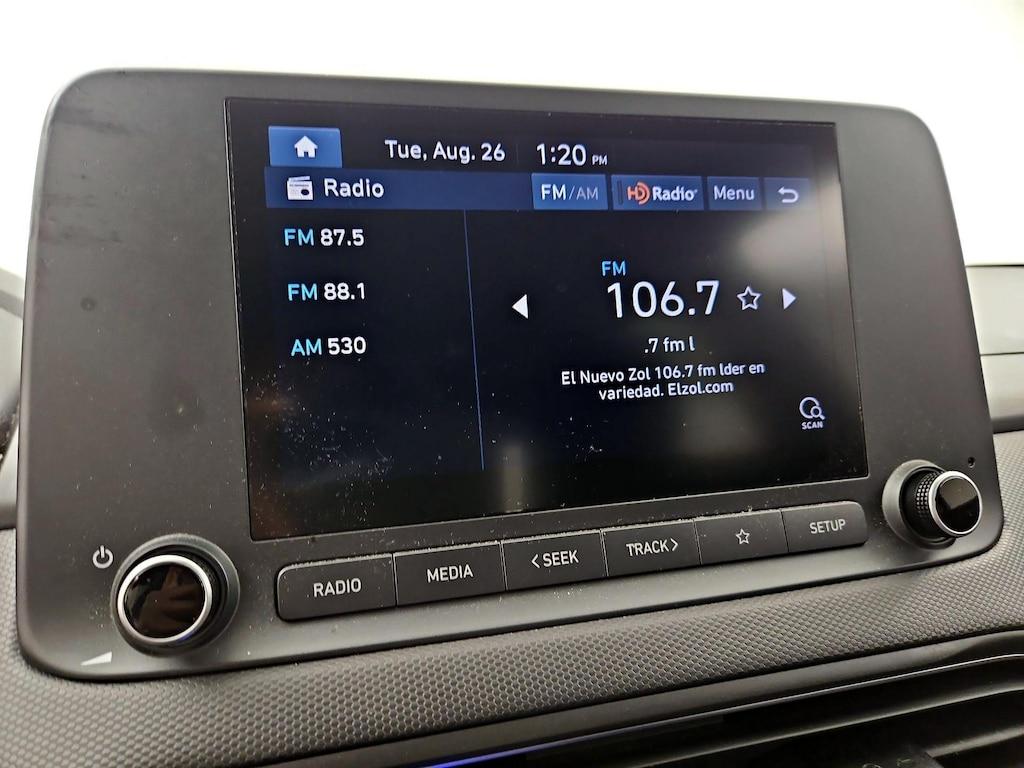 Tue, Aug. 26 1:20 PM
Radio FM/AM HD Radio Menu
FM 87.5
FM 88.1
AM 530
FM
106.7
.7 fm l
El Nuevo Zol 106.7 fm lder en
variedad. Elzol.com
SCAN
RADIO MEDIA <SEEK TRACK> SETUP